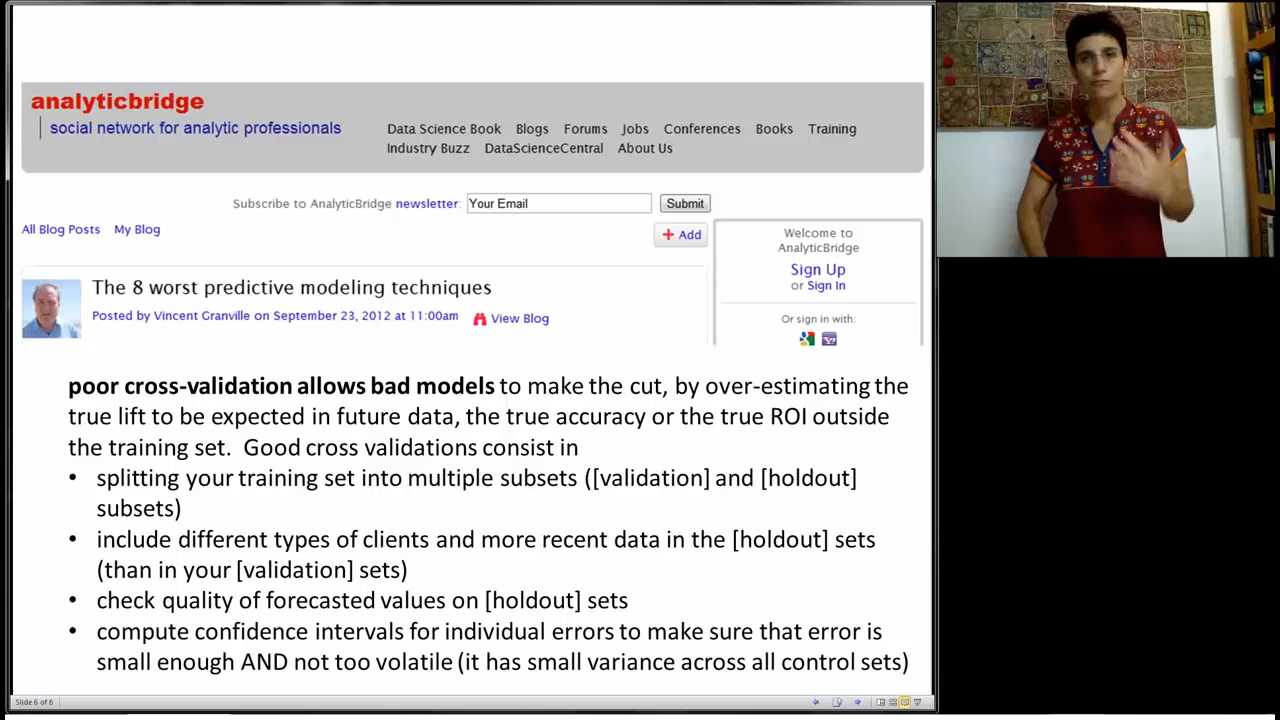 analyticbridge
social network for analytic professionals
Data Science Book Blogs Forums Jobs Conferences Books Training
Industry Buzz DataScienceCentral About Us
Subscribe to AnalyticBridge newsletter: Your Email Submit
All Blog Posts My Blog
+ Add
Welcome to
AnalyticBridge
Sign Up
or Sign In
Or sign in with:
The 8 worst predictive modeling techniques
Posted by Vincent Granville on September 23, 2012 at 11:00am View Blog
poor cross-validation allows bad models to make the cut, by over-estimating the
true lift to be expected in future data, the true accuracy or the true ROI outside
the training set. Good cross validations consist in
• splitting your training set into multiple subsets ([validation] and [holdout]
subsets)
• include different types of clients and more recent data in the [holdout] sets
(than in your [validation] sets)
• check quality of forecasted values on [holdout] sets
• compute confidence intervals for individual errors to make sure that error is
small enough AND not too volatile (it has small variance across all control sets)
Slide 6 of 6